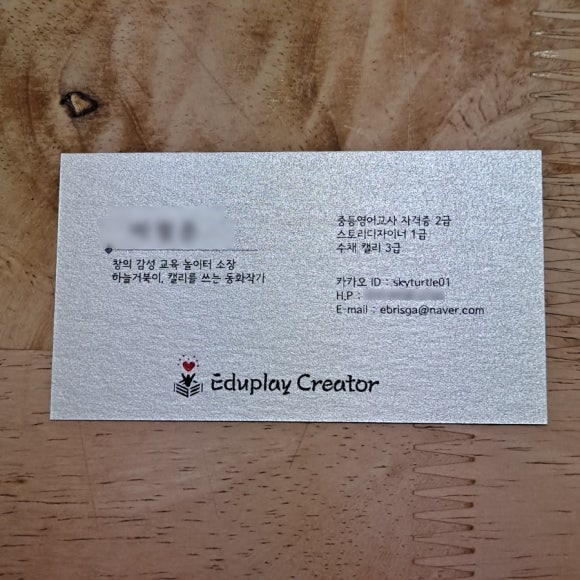 창의 감성 교육 놀이터 소장
하늘거북이, 캘리를 쓰는 동화작가
중등영어교사 자격증 2급
스토리디자이너 1급
수채 캘리 3급
카카오 ID : skyturtle01
H.P :
E-mail : ebrisga@naver.com
Eduplay Creator